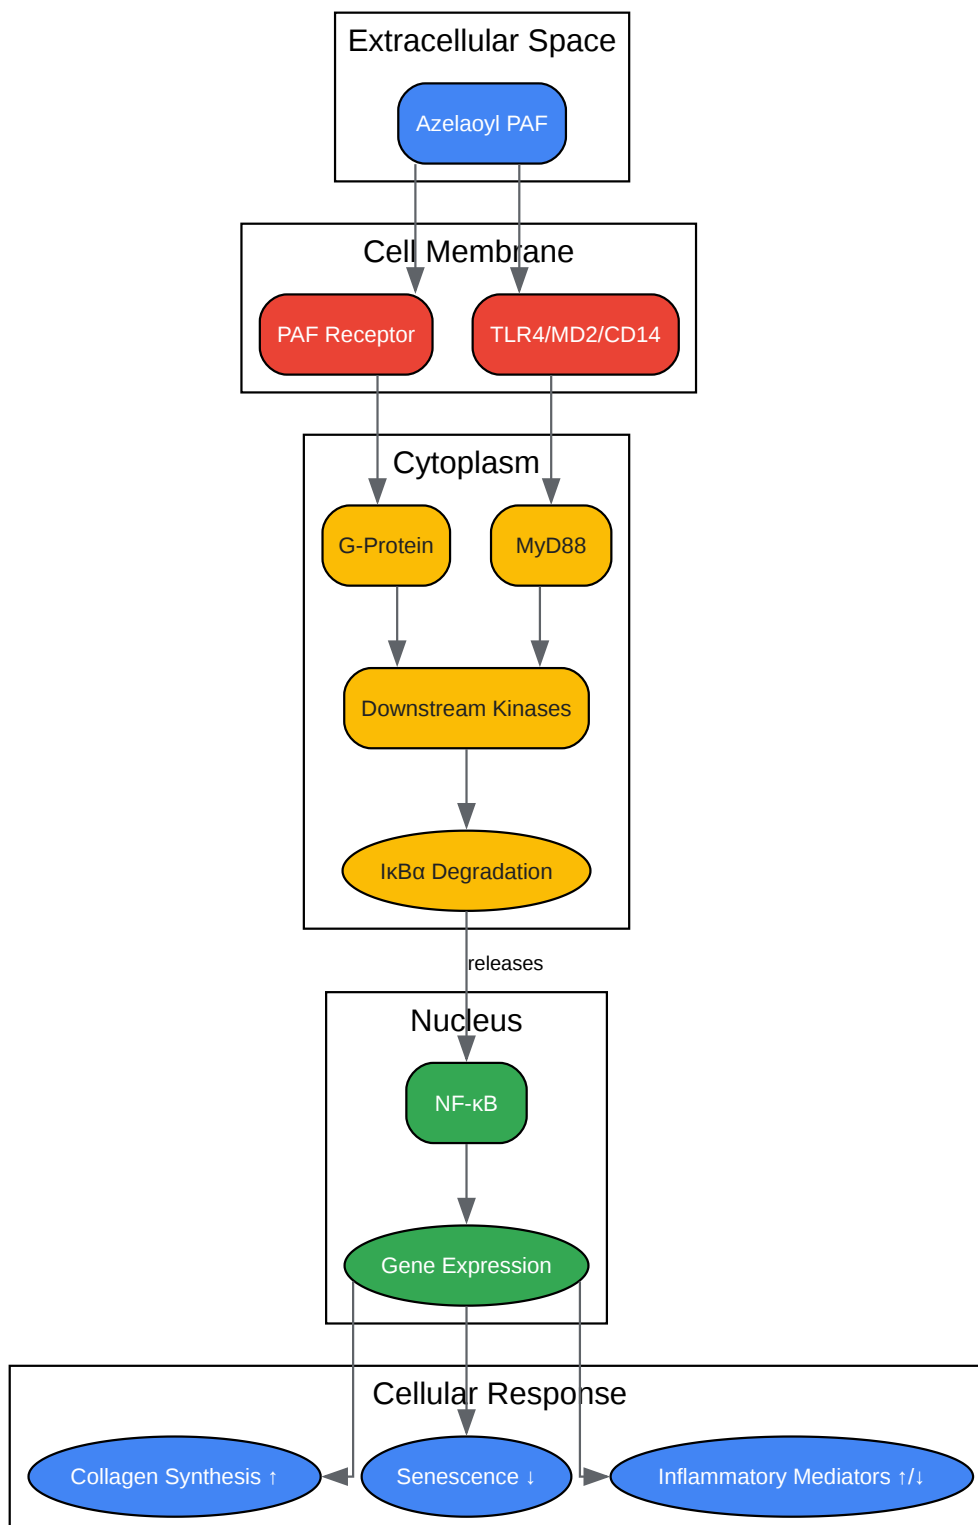 Extracellular Space
Azelaoyl PAF
Cell Membrane
PAF Receptor
TLR4/MD2/CD14
Cytoplasm
G-Protein
MyD88
Downstream Kinases
IκBα Degradation
releases
Nucleus
NF-κB
Gene Expression
Cellular Response
Collagen Synthesis ↑
Senescence ↓
Inflammatory Mediators ↑/↓